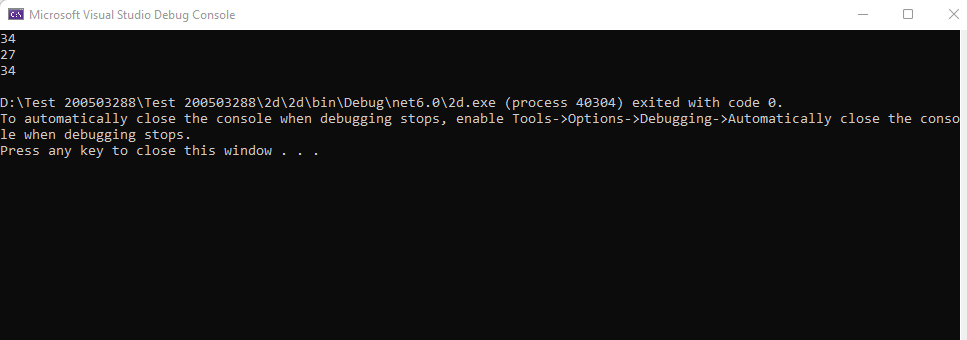 Microsoft Visual Studio Debug Console
34
27
34
D:\Test 200503288\Test 200503288\2d\2d\bin\Debug\net6.0\2d.exe (process 40304) exited with code 0.
To automatically close the console when debugging stops, enable Tools->Options->Debugging->Automatically close the conso
le when debugging stops.
Press any key to close this window . . .